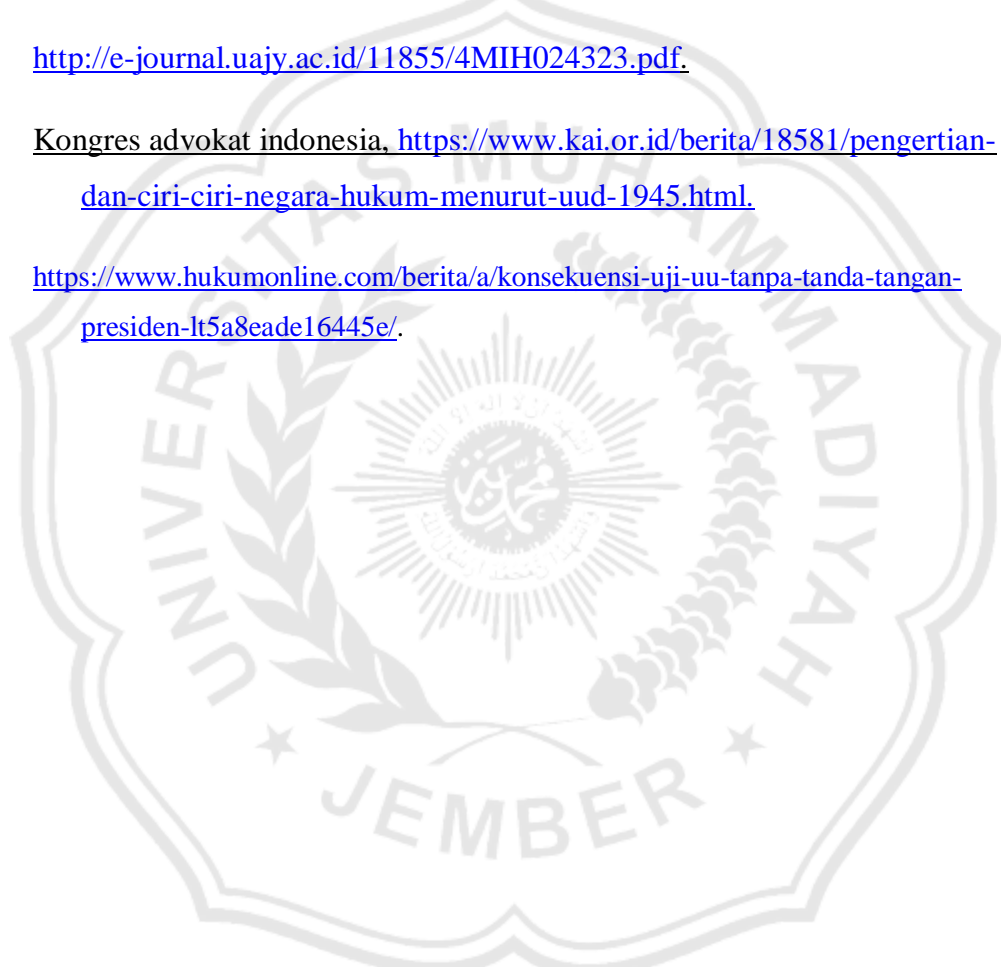 http://e-journal.uajy.ac.id/11855/4MIH024323.pdf.
Kongres advokat indonesia, https://www.kai.or.id/berita/18581/pengertian-
dan-ciri-ciri-negara-hukum-menurut-uud-1945.html.
https://www.hukumonline.com/berita/a/konsekuensi-uji-uu-tanpa-tanda-tangan-
presiden-lt5a8eade16445e/.
UNIVERSITAS MUHAMMADIYAH
JEMBER